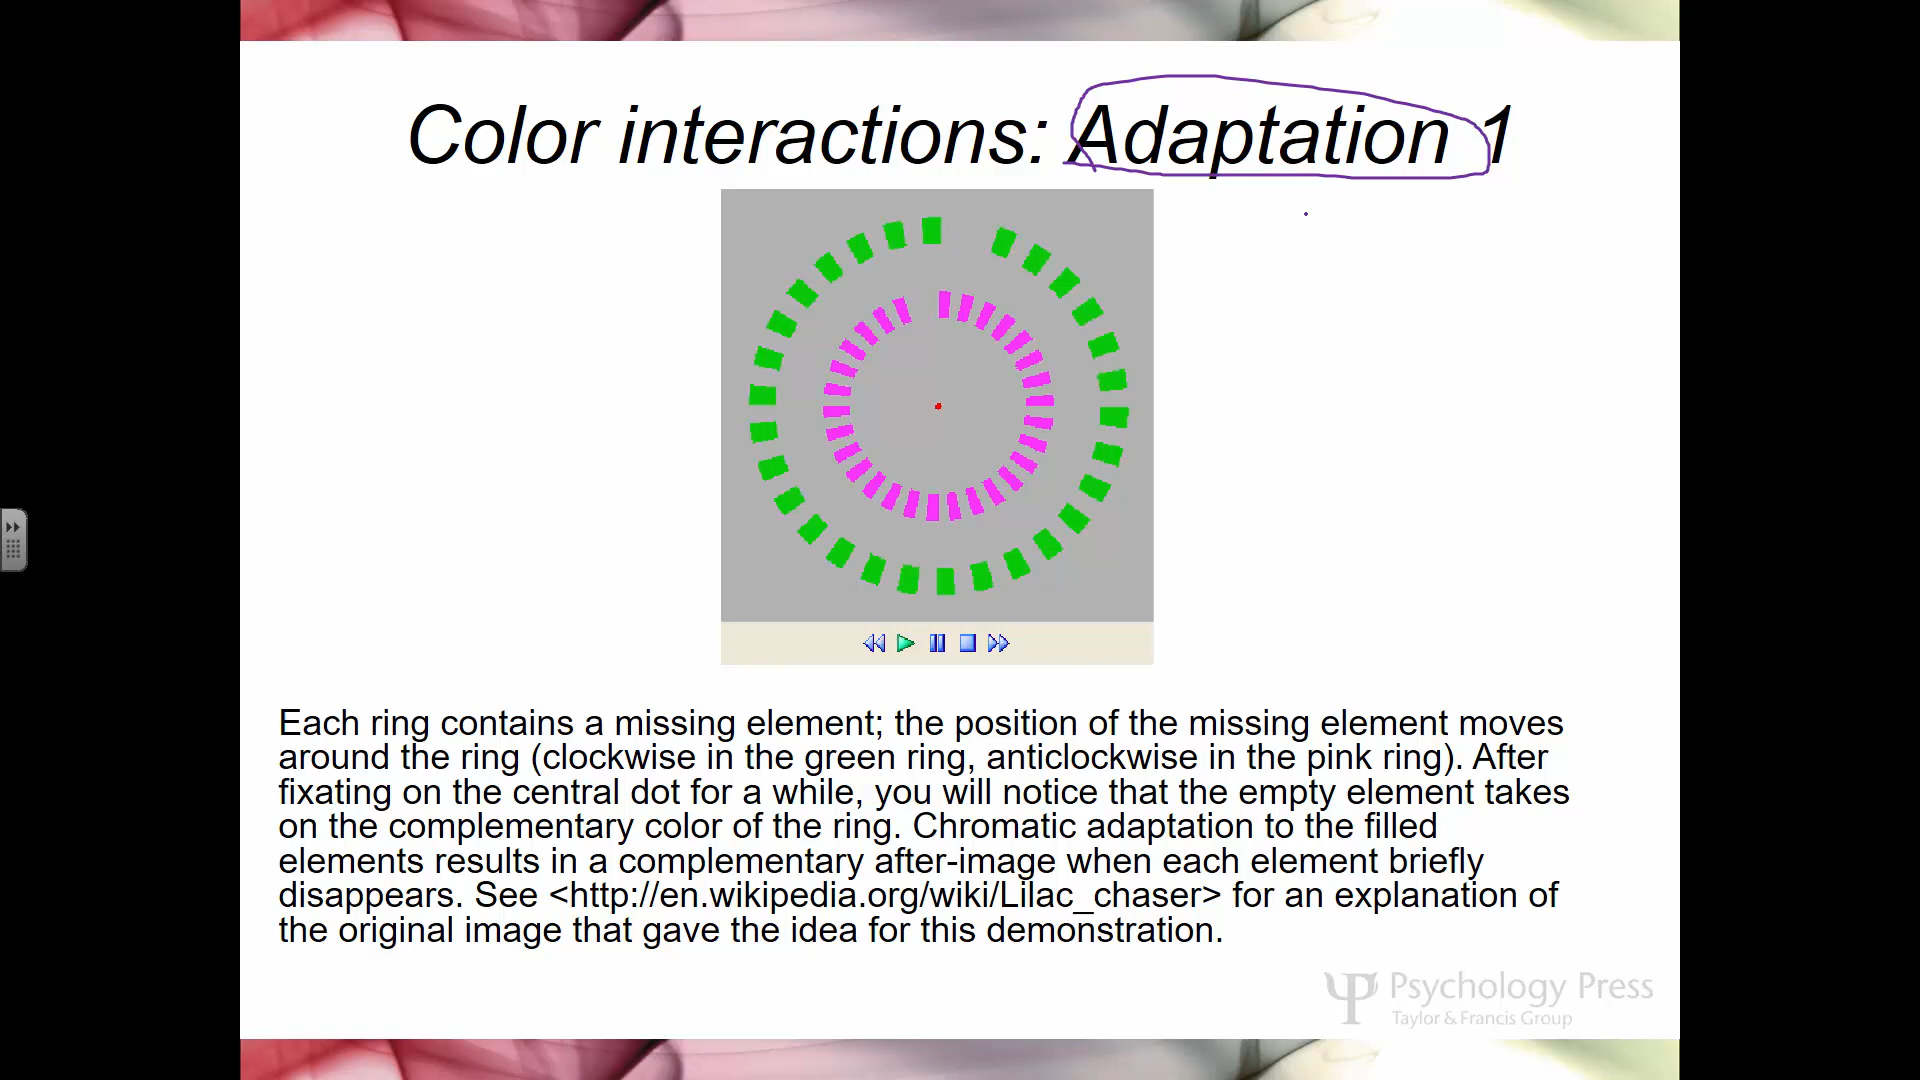 Color interactions: Adaptation 1
Each ring contains a missing element; the position of the missing element moves
around the ring (clockwise in the green ring, anticlockwise in the pink ring). After
fixating on the central dot for a while, you will notice that the empty element takes
on the complementary color of the ring. Chromatic adaptation to the filled
elements results in a complementary after-image when each element briefly
disappears. See <http://en.wikipedia.org/wiki/Lilac_chaser> for an explanation of
the original image that gave the idea for this demonstration.
Psychology Press
Taylor & Francis Group